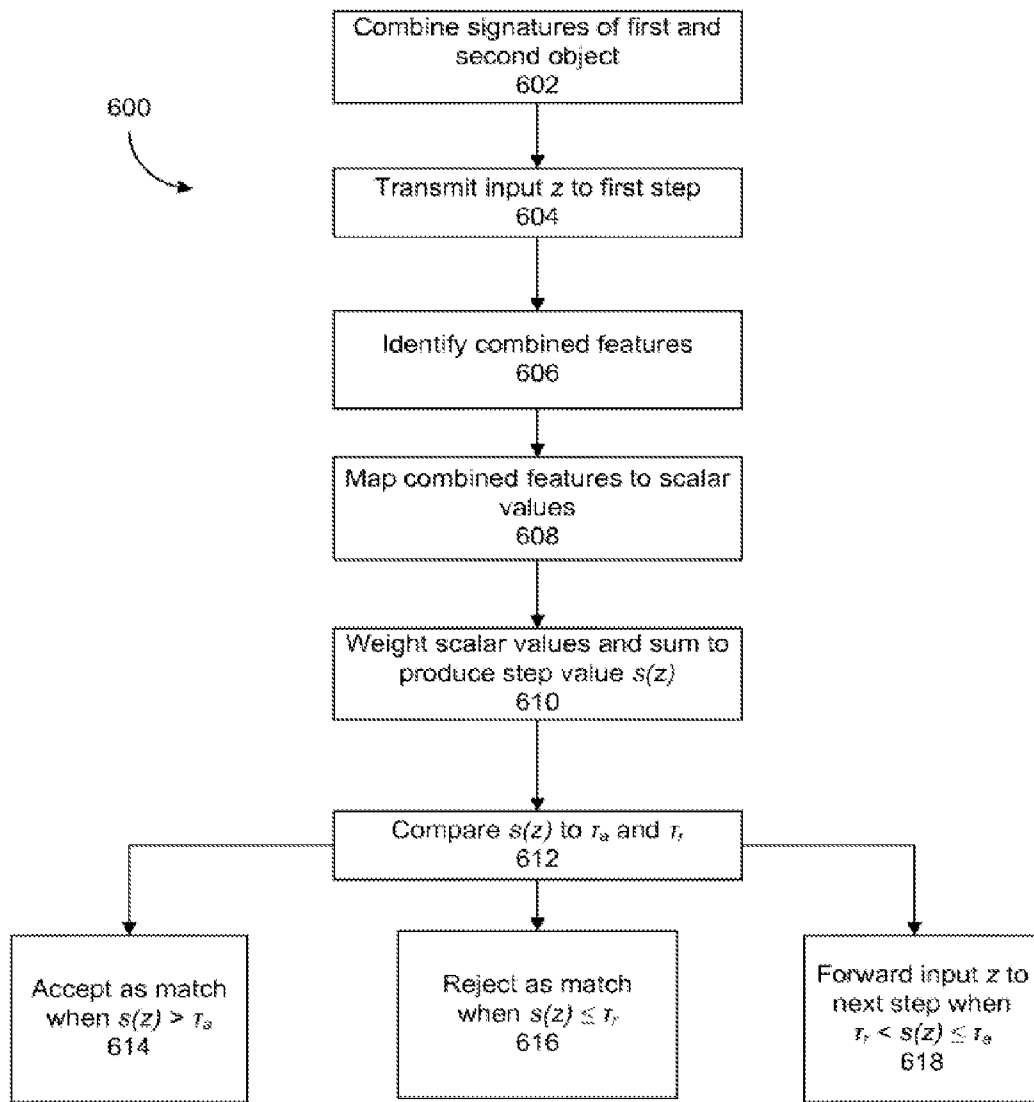 Combine signatures of first and
second object
602
600
Transmit input z to first step
604
Identify combined features
606
Map combined features to scalar
values
608
Weight scalar values and sum to
produce step value s(z)
610
Compare s(z) to τₐ and τᵣ
612
Accept as match
when s(z) > τₐ
614
Reject as match
when s(z) ≤ τᵣ
616
Forward input z to
next step when
τᵣ < s(z) ≤ τₐ
618